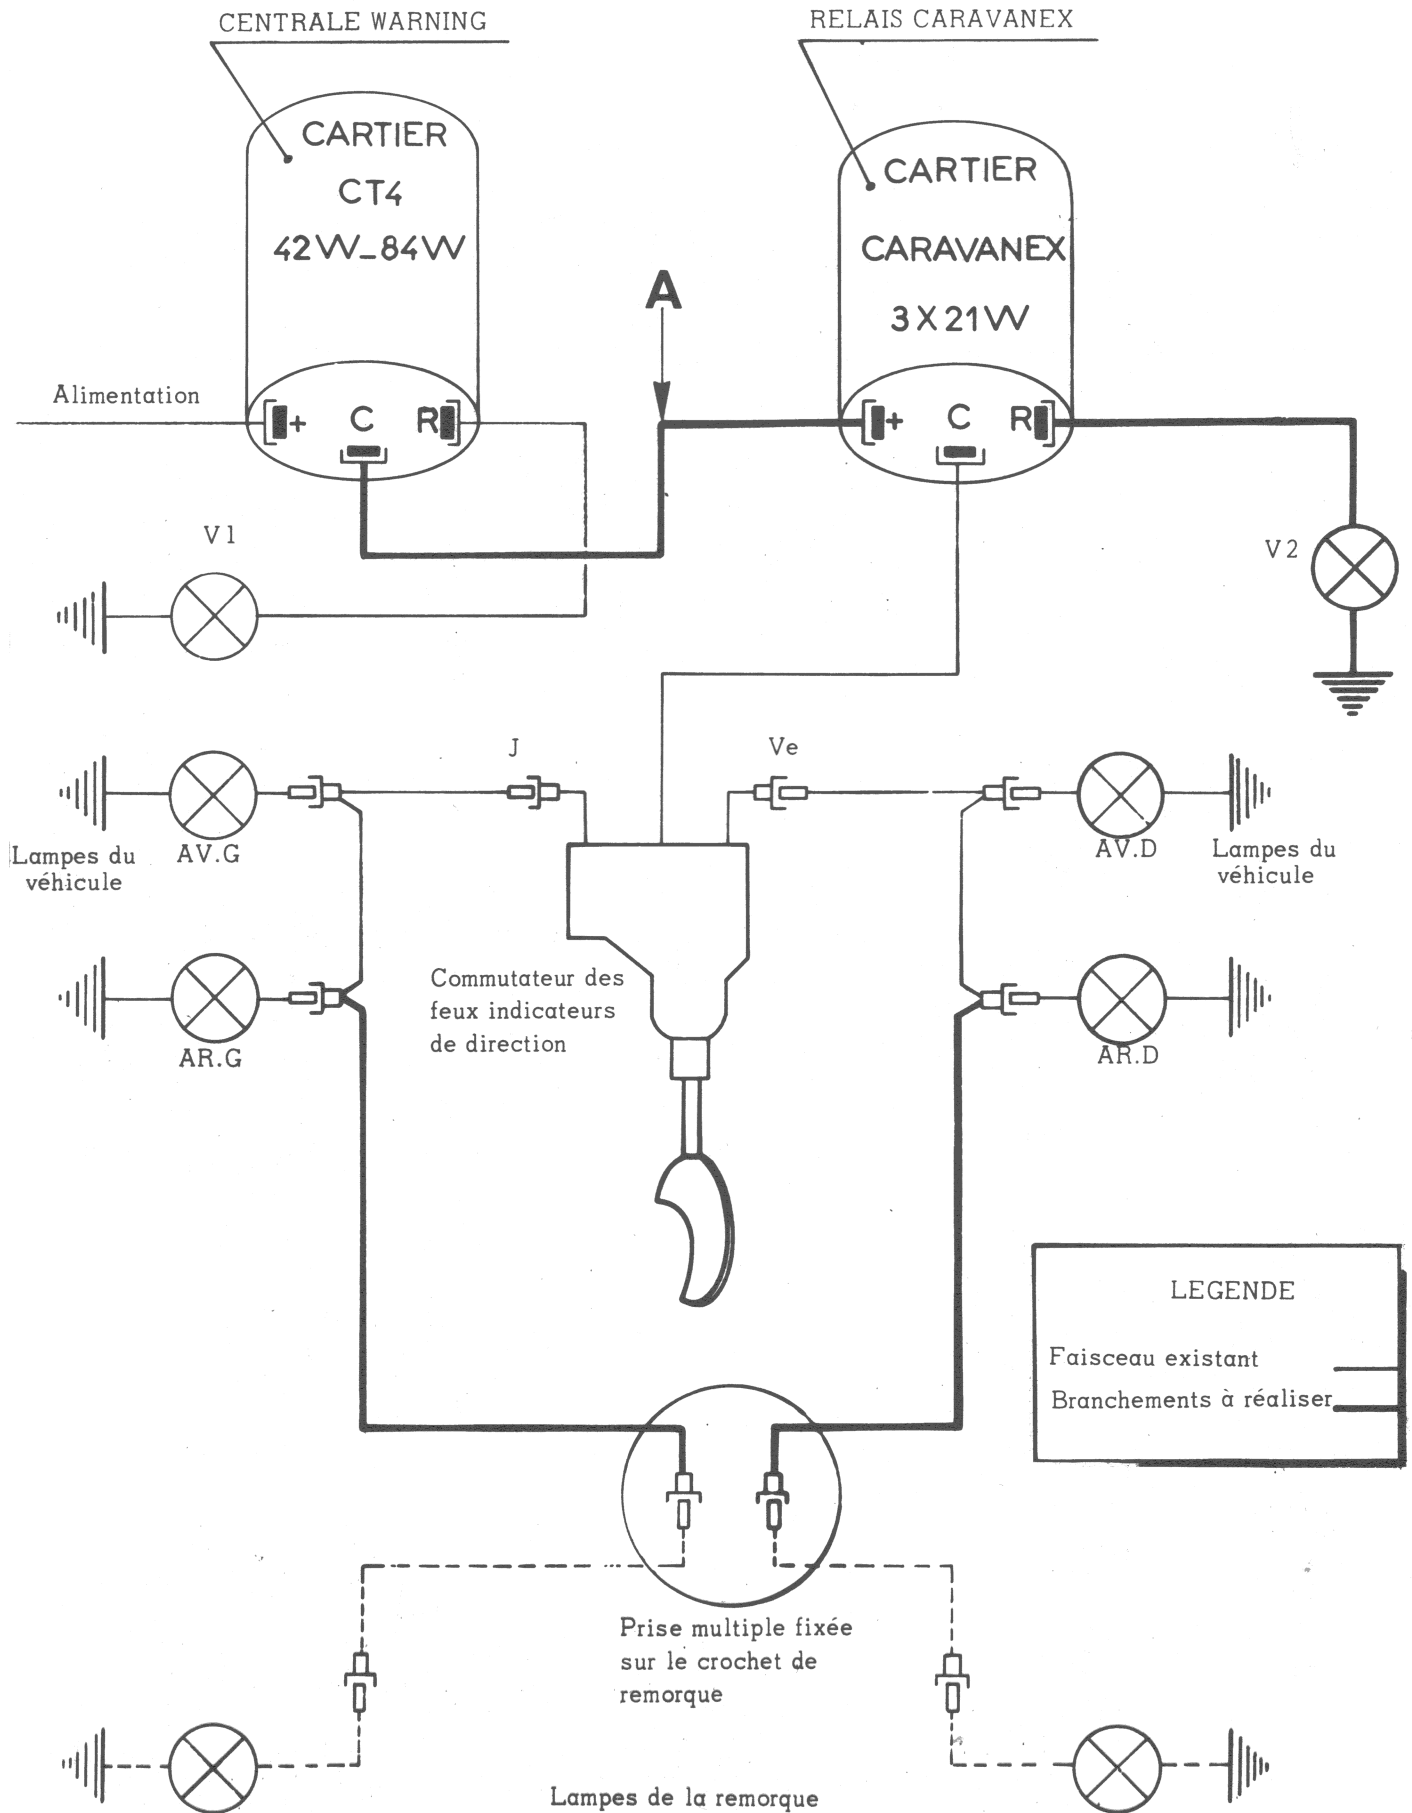 CENTRALE WARNING
RELAIS CARAVANEX
CARTIER
CT4
42W_84W
CARTIER
CARAVANEX
3X21W
A
Alimentation
+ C R
+ C R
V1
V2
J
Ve
AV.G
AV.D
Lampes du
véhicule
Lampes du
véhicule
Commutateur des
feux indicateurs
de direction
AR.G
AR.D
LEGENDE
Faisceau existant
Branchements à réaliser
Prise multiple fixée
sur le crochet de
remorque
Lampes de la remorque